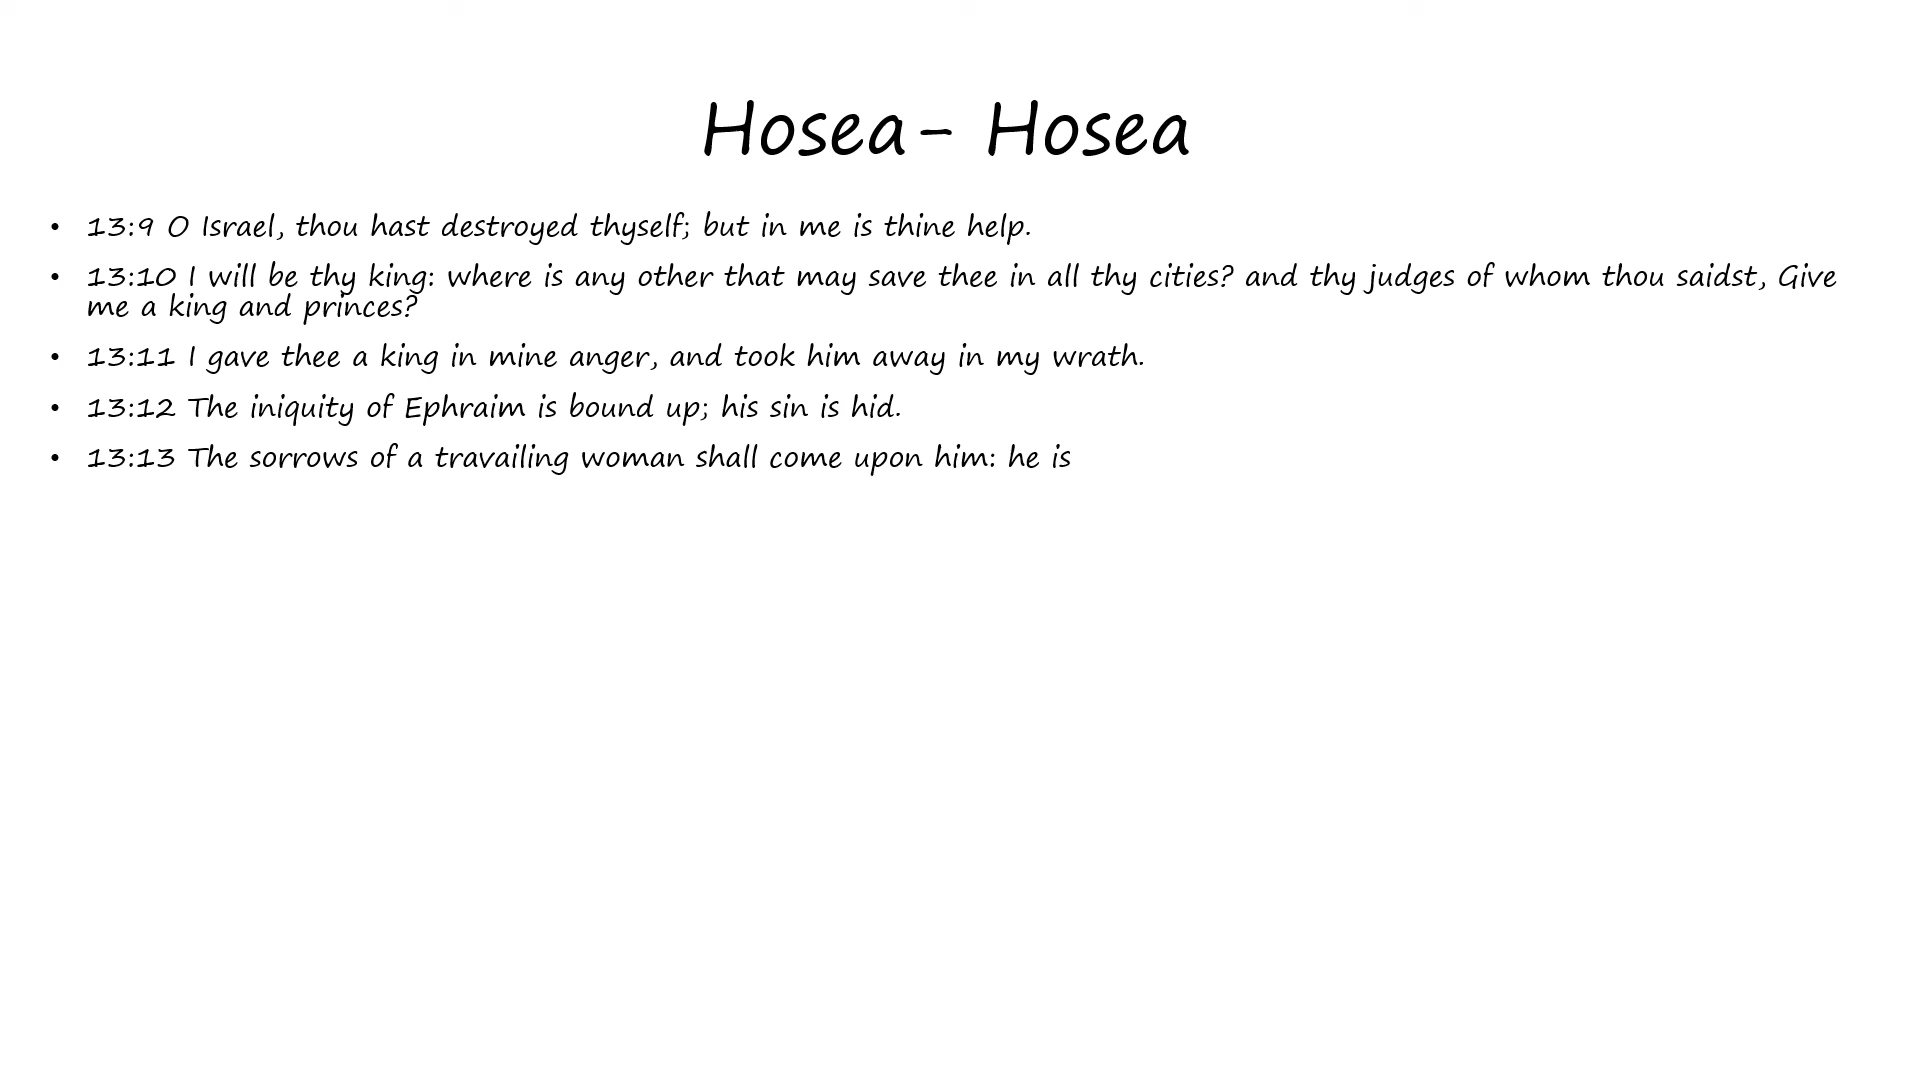 Hosea- Hosea
• 13:9 O Israel, thou hast destroyed thyself; but in me is thine help.
• 13:10 I will be thy king: where is any other that may save thee in all thy cities? and thy judges of whom thou saidst, Give
me a king and princes?
• 13:11 I gave thee a king in mine anger, and took him away in my wrath.
• 13:12 The iniquity of Ephraim is bound up; his sin is hid.
• 13:13 The sorrows of a travailing woman shall come upon him: he is